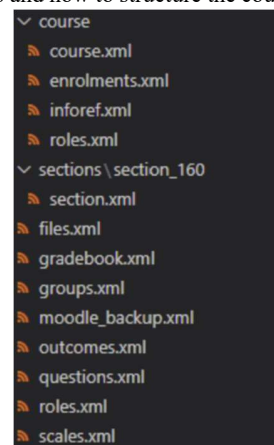 and how to structure the cou
course
course.xml
enrolments.xml
inforef.xml
roles.xml
sections\section_160
section.xml
files.xml
gradebook.xml
groups.xml
moodle_backup.xml
outcomes.xml
questions.xml
roles.xml
scales.xml